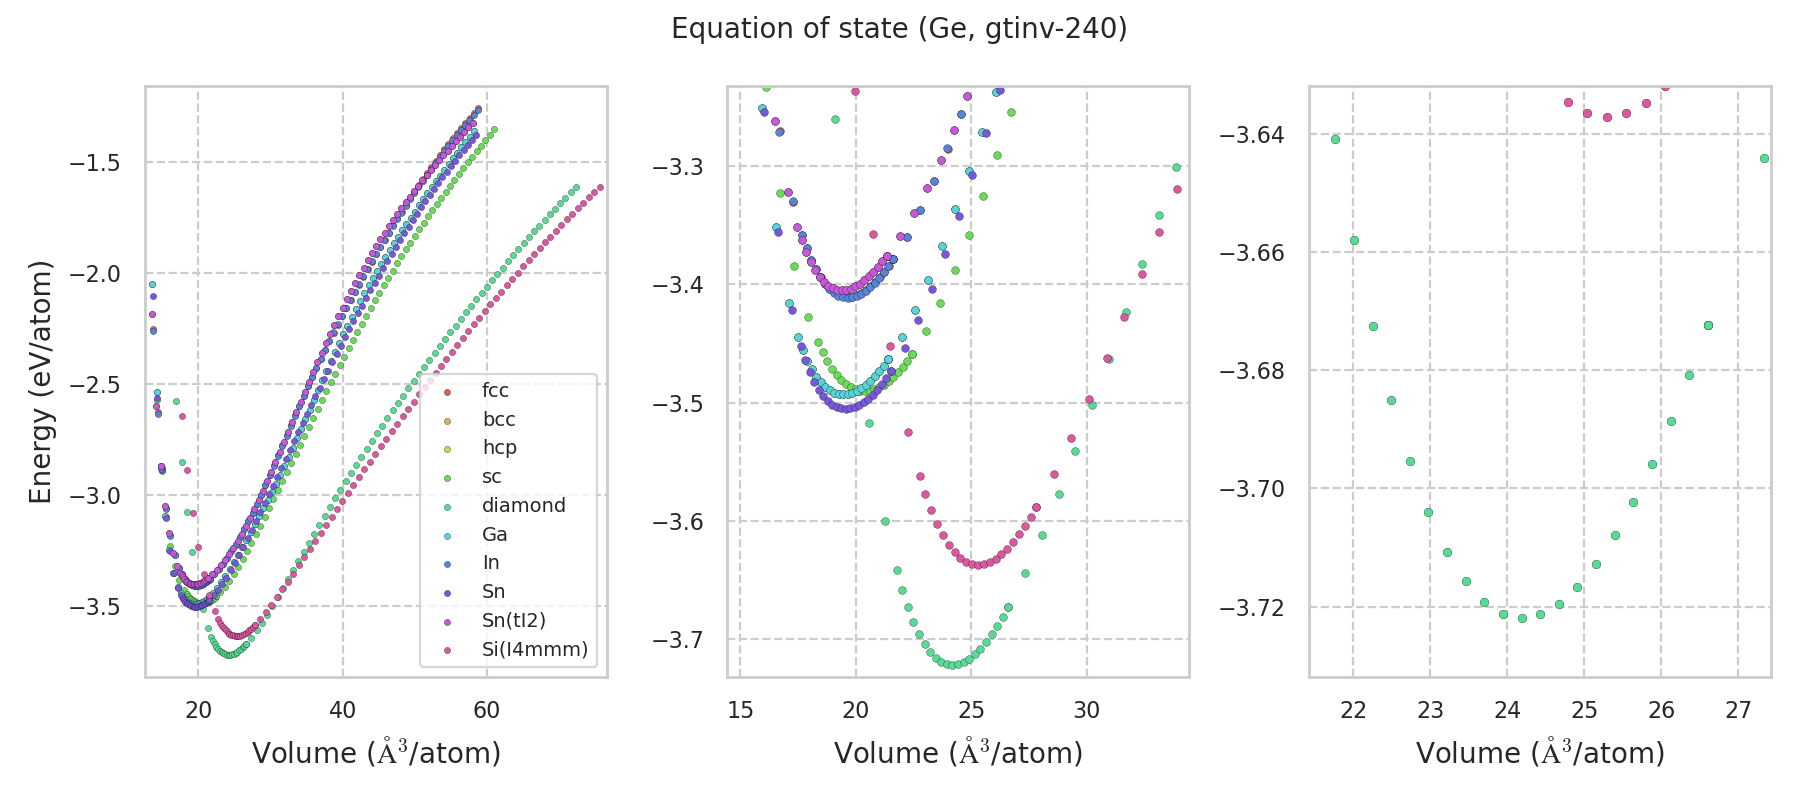 Equation of state (Ge, gtinv-240)
Energy (eV/atom)
−1.5
−2.0
−2.5
−3.0
−3.5
20
40
60
Volume (Å³/atom)
fcc
bcc
hcp
sc
diamond
Ga
In
Sn
Sn(tI2)
Si(I4mmm)
−3.3
−3.4
−3.5
−3.6
−3.7
15
20
25
30
Volume (Å³/atom)
−3.64
−3.66
−3.68
−3.70
−3.72
22
23
24
25
26
27
Volume (Å³/atom)